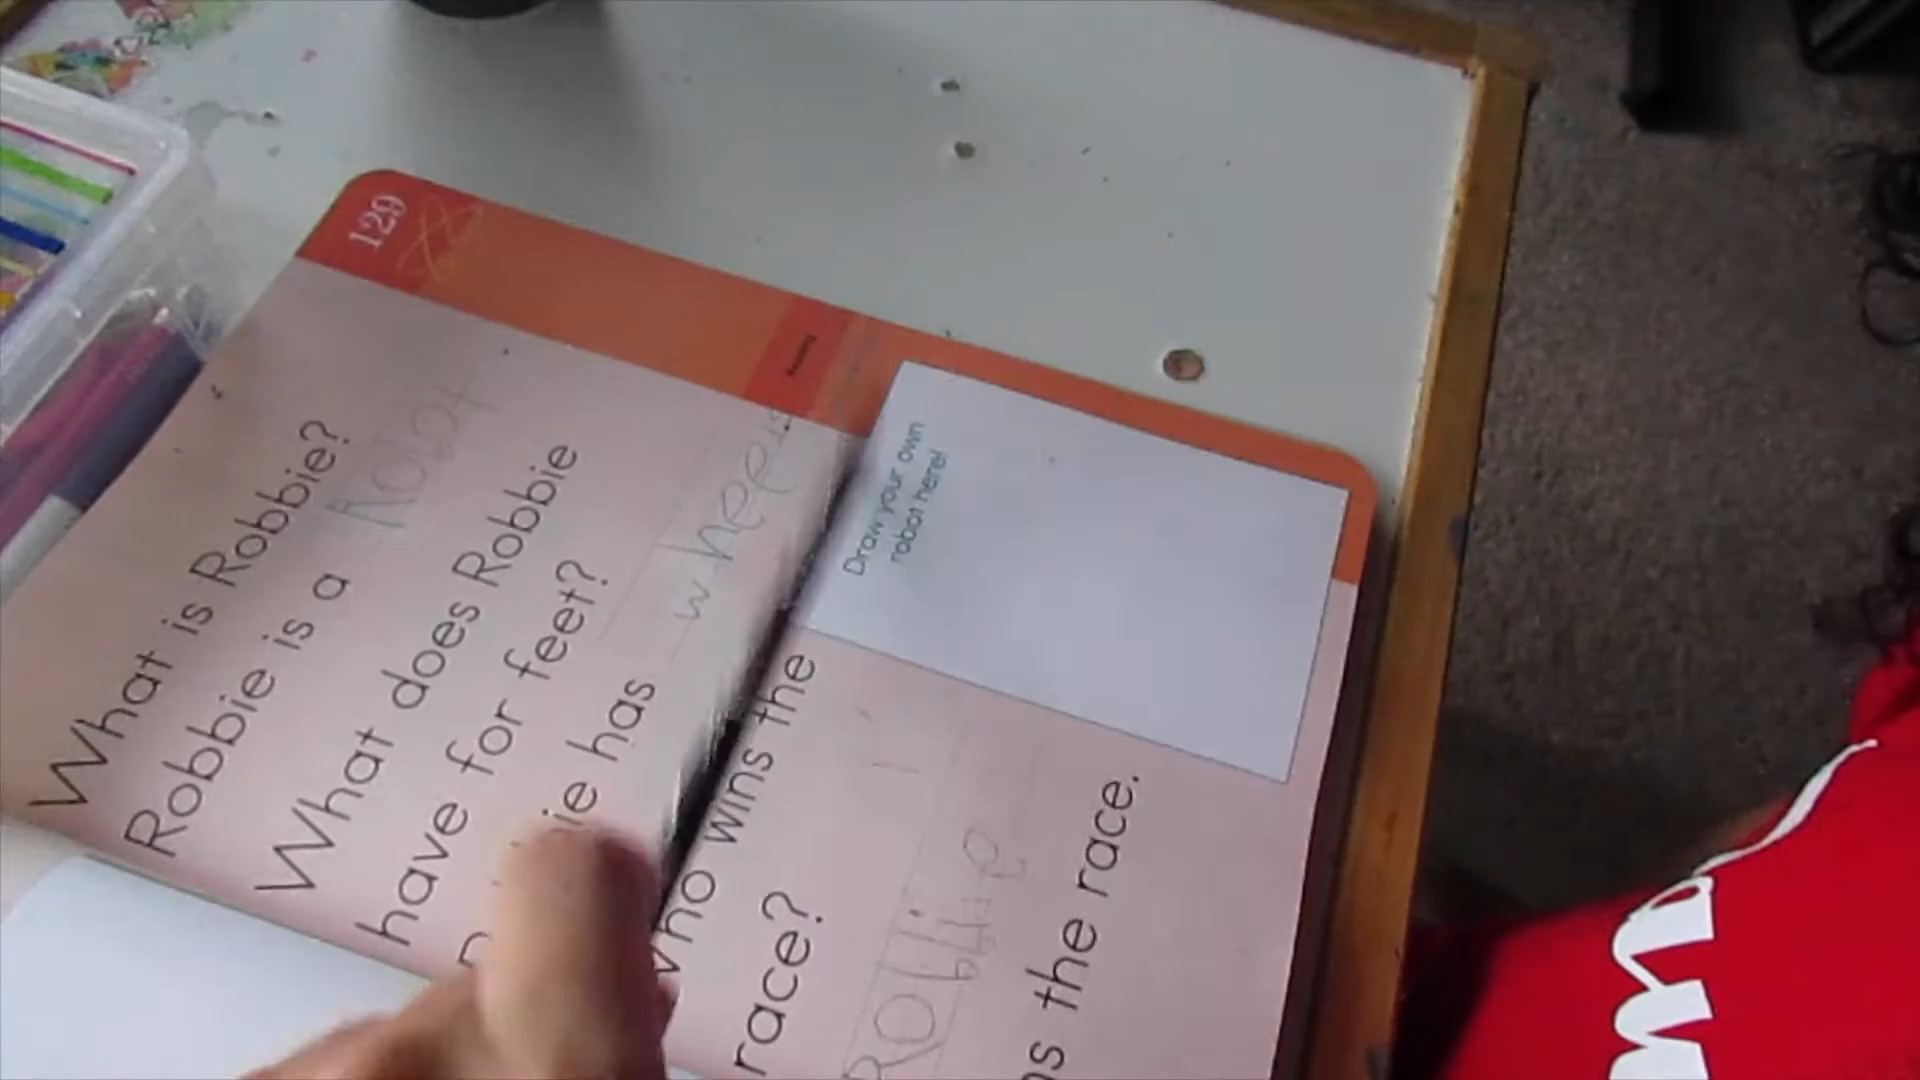 129
Reading
What is Robbie?
Robbie is a Robot
What does Robbie
have for feet?
has wheels
Who wins the
race?
Robbie
the race.
Draw your own
robot here!